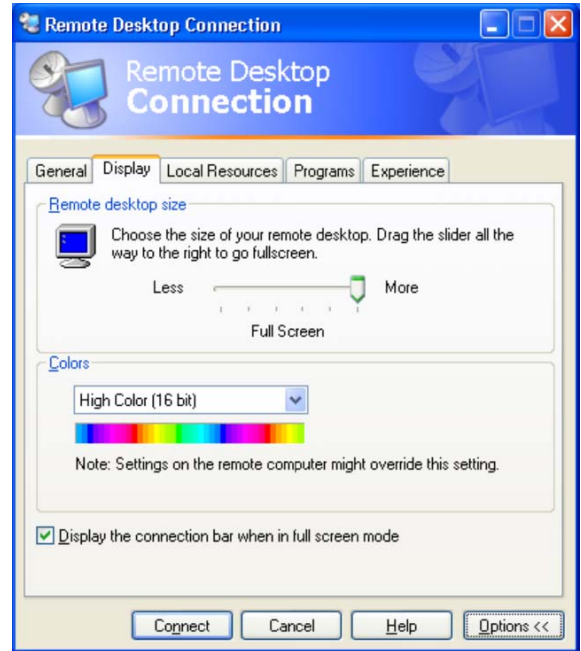 Remote Desktop Connection
Remote Desktop
Connection
General Display Local Resources Programs Experience
Remote desktop size
Choose the size of your remote desktop. Drag the slider all the
way to the right to go fullscreen.
Less More
Full Screen
Colors
High Color (16 bit)
Note: Settings on the remote computer might override this setting.
Display the connection bar when in full screen mode
Connect Cancel Help Options <<